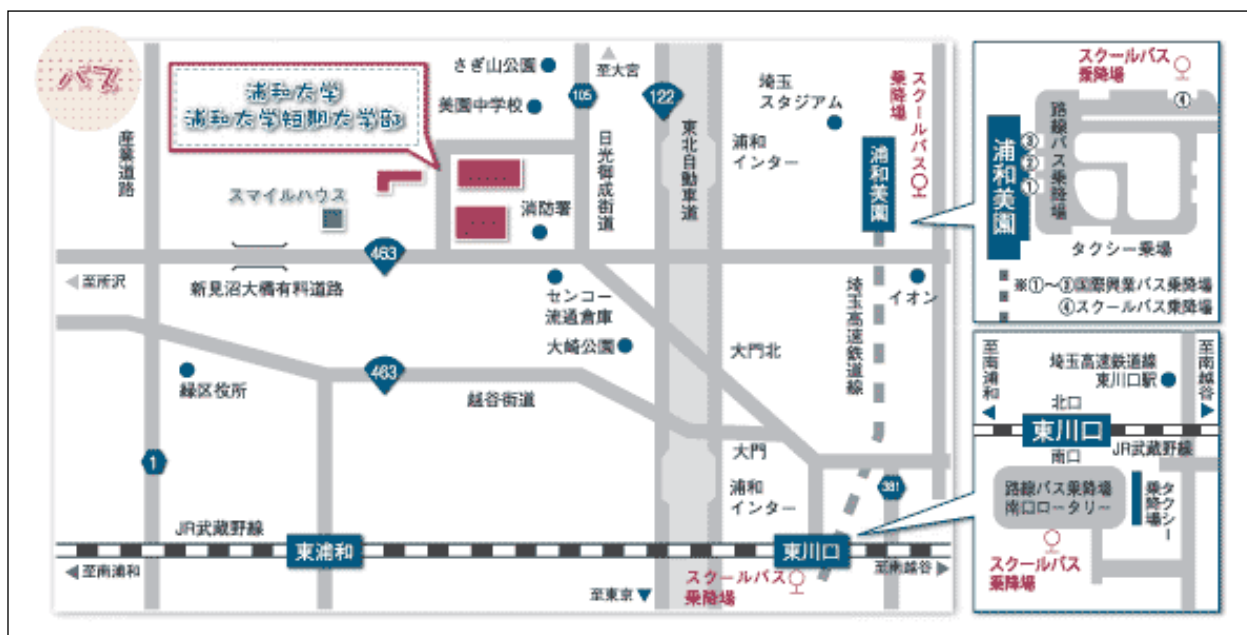 バス
浦和大学
浦和大学短期大学部
さぎ山公園
美園中学校
至大宮
105
122
産業道路
日光御成街道
東北自動車道
浦和
インター
埼玉
スタジアム
スクールバス
乗降場
浦和美園
スマイルハウス
消防署
463
至所沢
新見沼大橋有料道路
センコー
流通倉庫
大崎公園
イオン
埼玉高速鉄道線
大門北
緑区役所
463
越谷街道
大門
浦和
インター
1
381
JR武蔵野線
東浦和
東川口
至南浦和
至東京
スクールバス
乗降場
至南越谷
スクールバス
乗降場
④
浦和美園
③
②
①
路線バス乗降場
タクシー乗場
※①~③国際興業バス乗降場
④スクールバス乗降場
至南浦和
埼玉高速鉄道線
東川口駅
至南越谷
北口
東川口
南口
JR武蔵野線
路線バス乗降場
南口ロータリー
タクシー
乗降場
スクールバス
乗降場